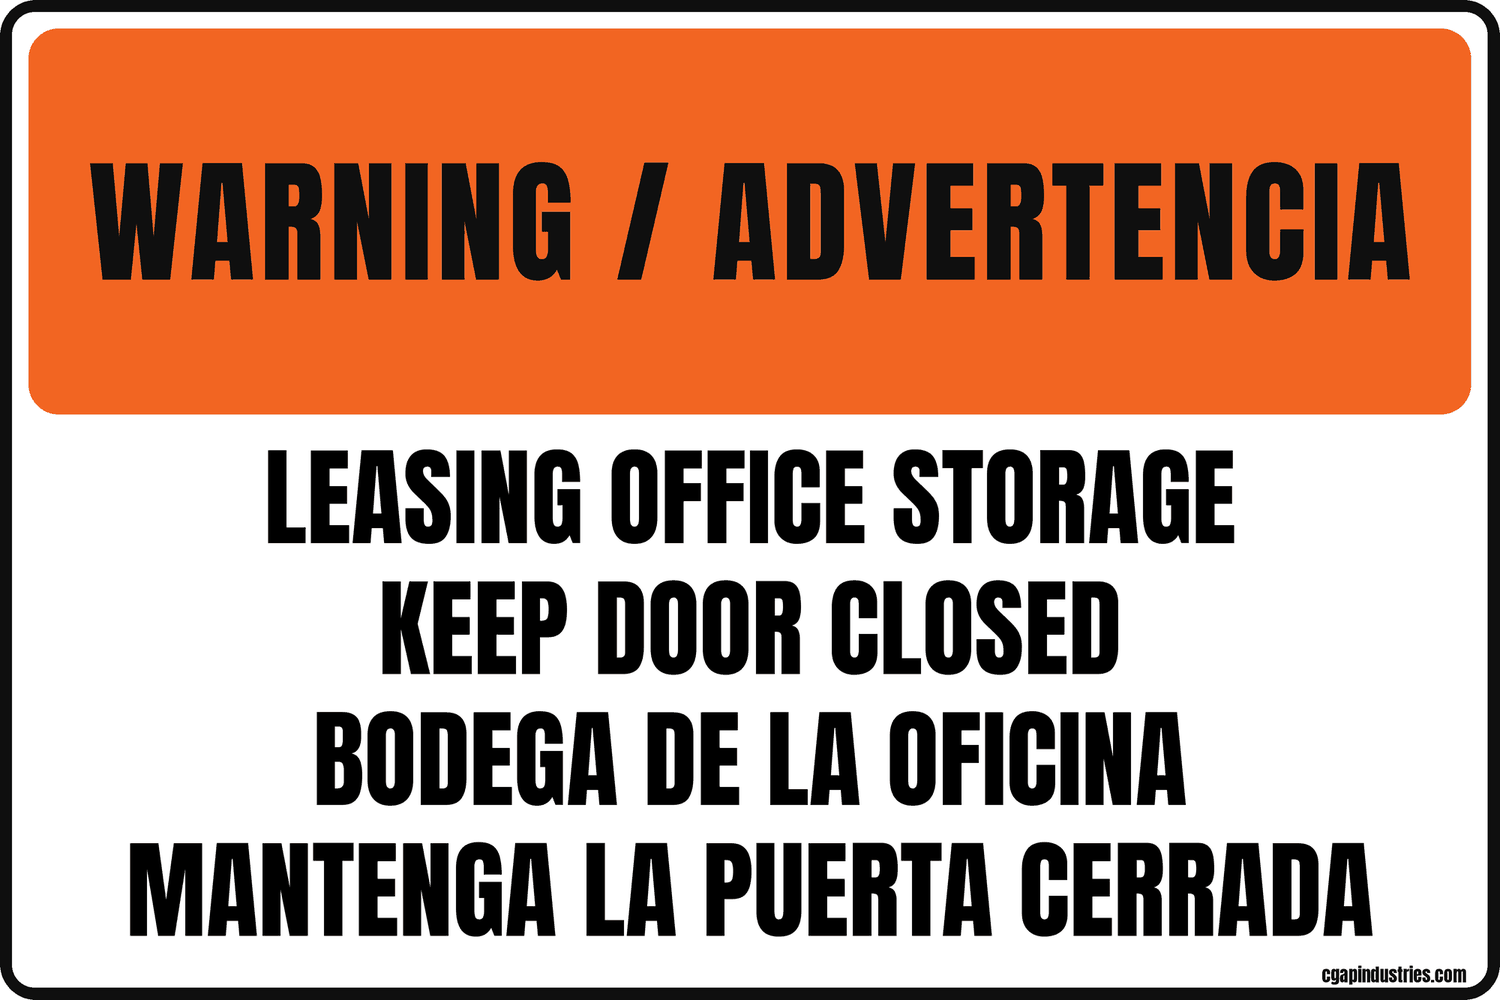 WARNING / ADVERTENCIA
LEASING OFFICE STORAGE
KEEP DOOR CLOSED
BODEGA DE LA OFICINA
MANTENGA LA PUERTA CERRADA
cgapindustries.com